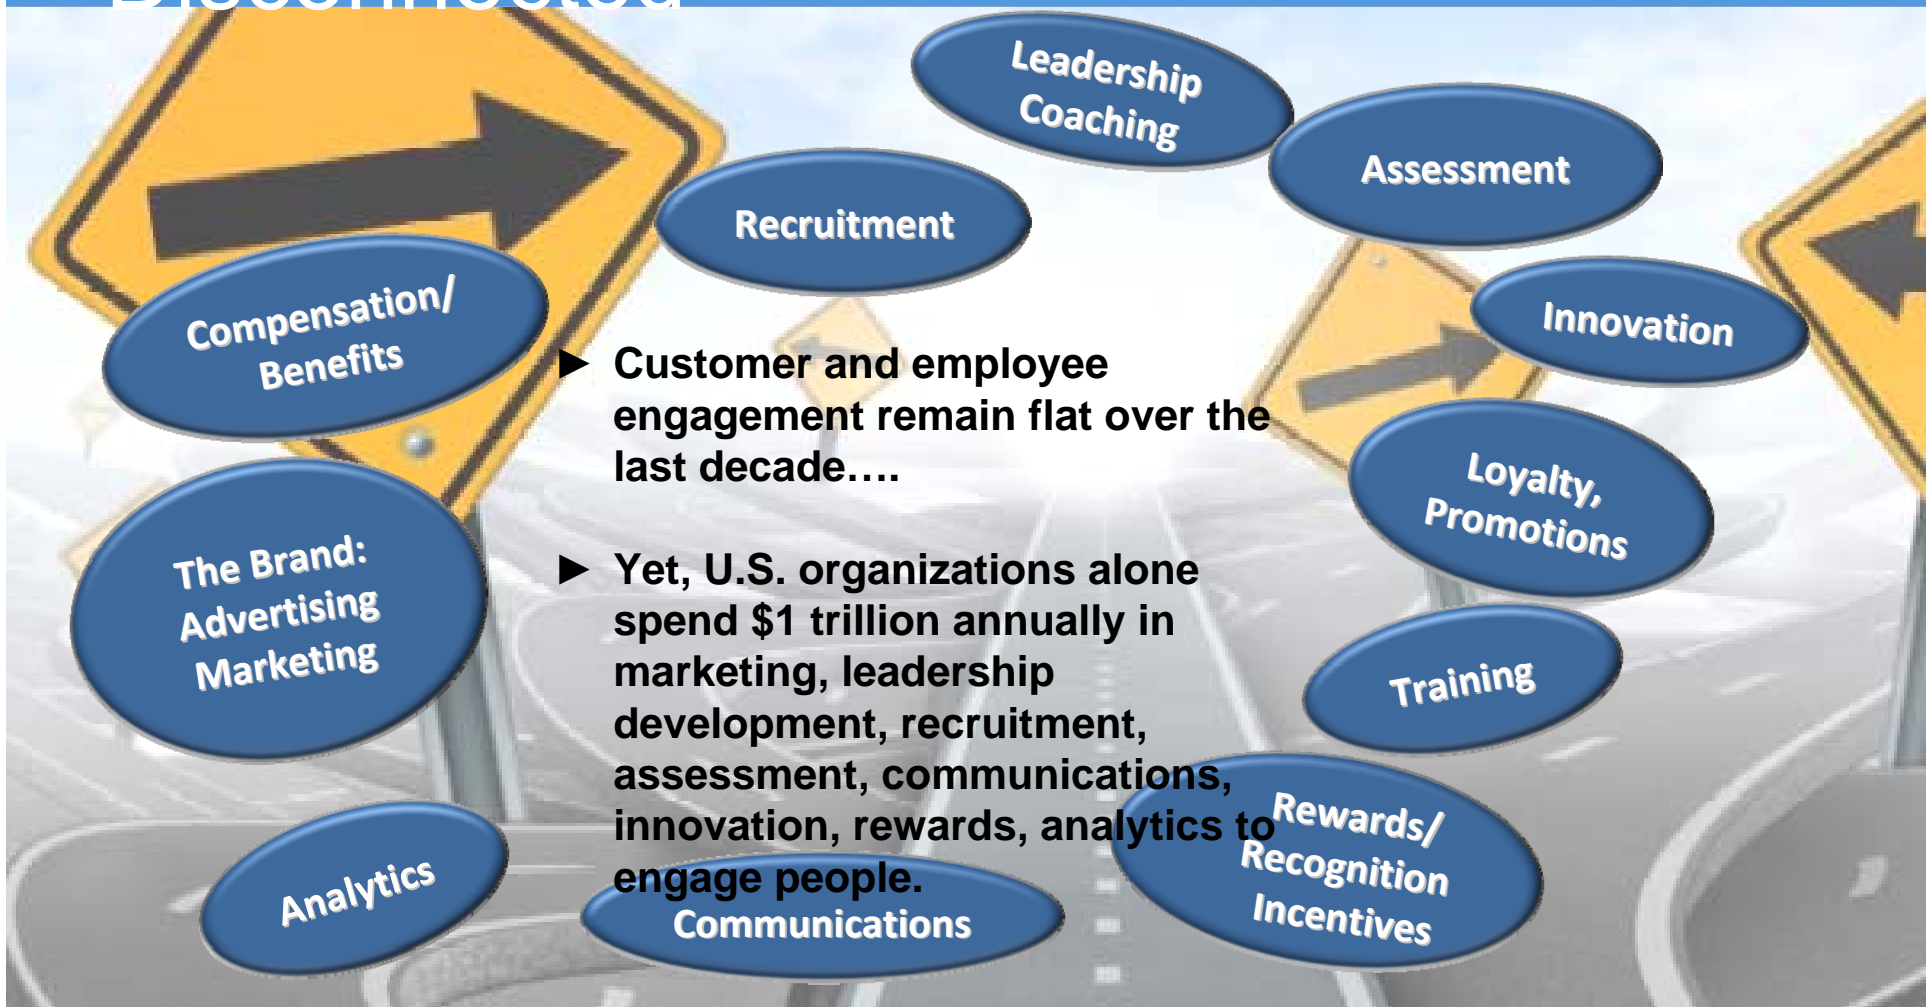 Disconnected
Leadership
Coaching
Assessment
Recruitment
Innovation
Compensation/
Benefits
► Customer and employee
engagement remain flat over the
last decade….
Loyalty,
Promotions
The Brand:
Advertising
Marketing
► Yet, U.S. organizations alone
spend $1 trillion annually in
marketing, leadership
development, recruitment,
assessment, communications,
innovation, rewards, analytics to
engage people.
Training
Rewards/
Recognition
Incentives
Analytics
Communications